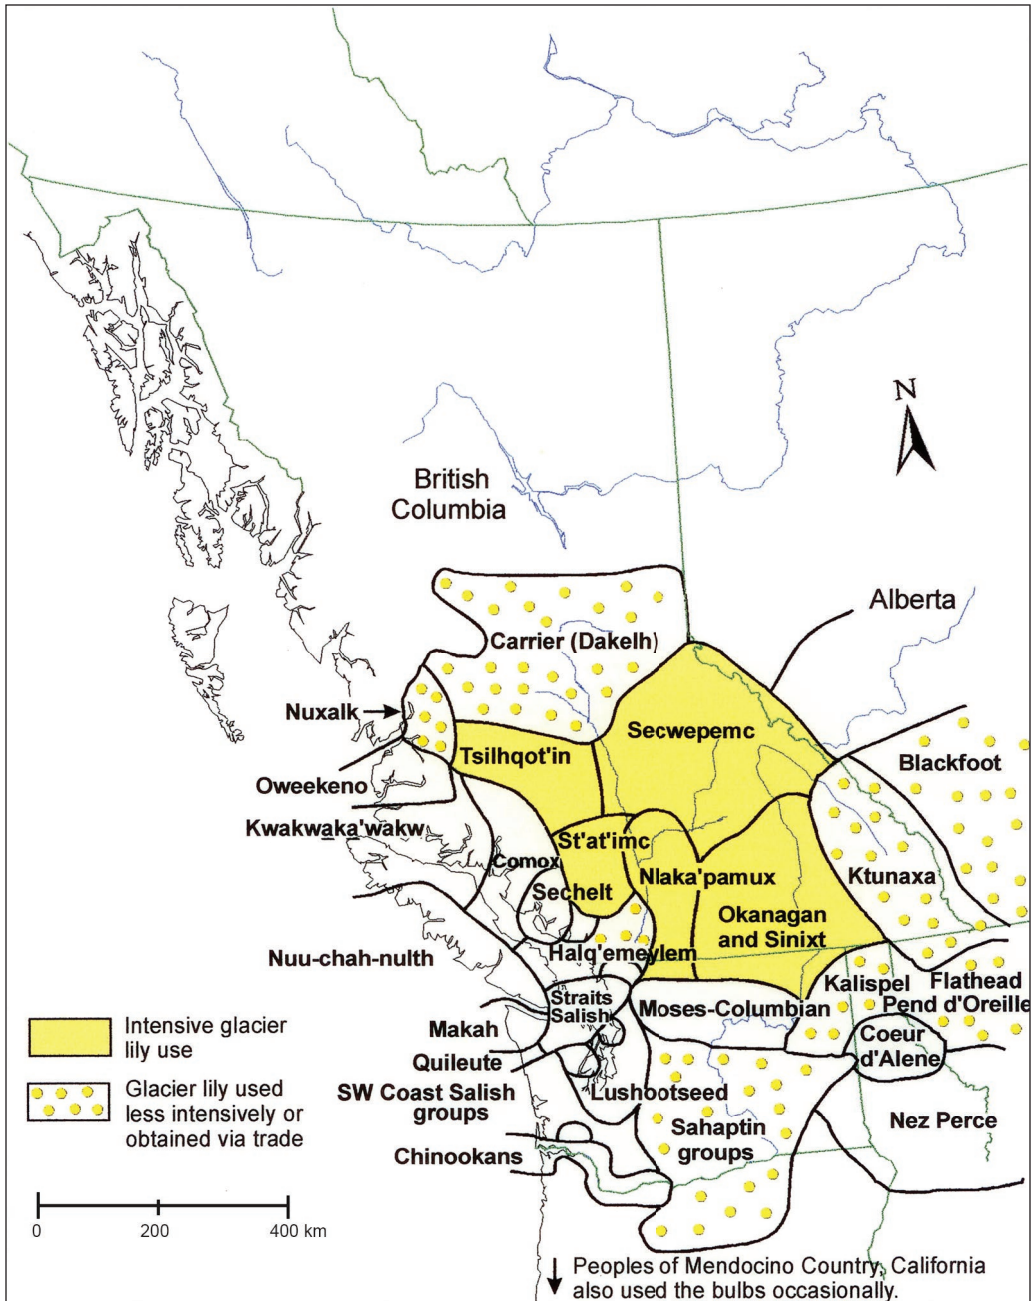 N
British
Columbia
Alberta
Carrier (Dakelh)
Nuxalk
Secwepemc
Tsilhqot'in
Blackfoot
Oweekeno
Kwakwaka'wakw
St'at'imc
Comox
Nlaka'pamux
Ktunaxa
Sechelt
Okanagan
and Sinixt
Nuu-chah-nulth
Halq'emeylem
Kalispel
Flathead
Pend d'Oreille
Straits
Salish
Moses-Columbian
Intensive glacier
lily use
Makah
Coeur
d'Alene
Quileute
Glacier lily used
less intensively or
obtained via trade
SW Coast Salish
groups
Lushootseed
Nez Perce
Sahaptin
groups
Chinookans
0 200 400 km
Peoples of Mendocino Country, California
also used the bulbs occasionally.